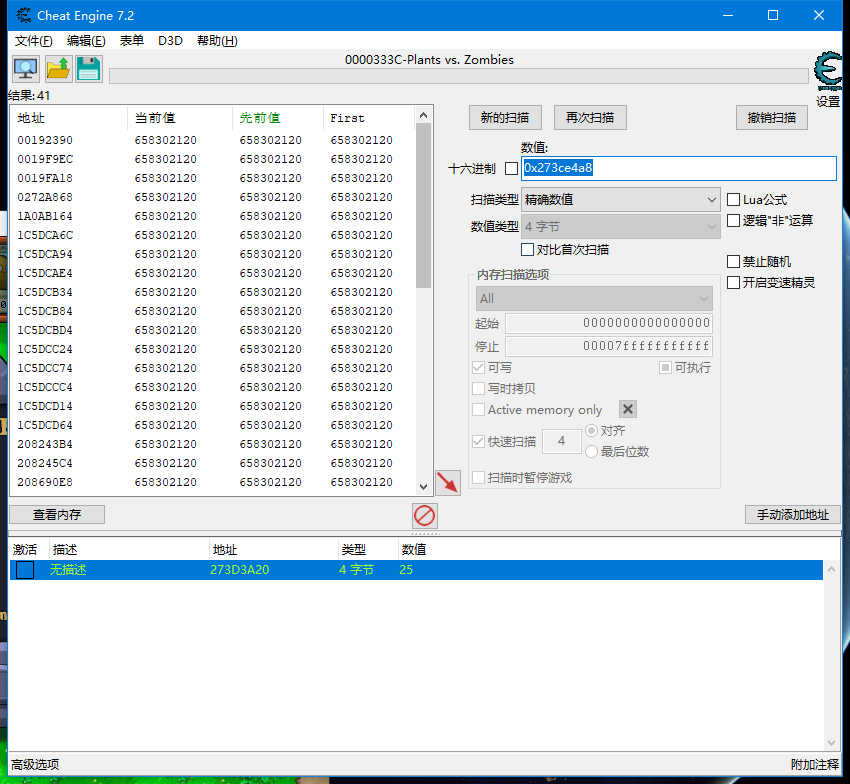 Cheat Engine 7.2
文件(F) 编辑(E) 表单 D3D 帮助(H)
0000333C-Plants vs. Zombies
设置
结果: 41
地址 当前值 先前值 First
00192390 658302120 658302120 658302120
0019F9EC 658302120 658302120 658302120
0019FA18 658302120 658302120 658302120
0272A868 658302120 658302120 658302120
1A0AB164 658302120 658302120 658302120
1C5DCA6C 658302120 658302120 658302120
1C5DCA94 658302120 658302120 658302120
1C5DCAE4 658302120 658302120 658302120
1C5DCB34 658302120 658302120 658302120
1C5DCB84 658302120 658302120 658302120
1C5DCBD4 658302120 658302120 658302120
1C5DCC24 658302120 658302120 658302120
1C5DCC74 658302120 658302120 658302120
1C5DCCC4 658302120 658302120 658302120
1C5DCD14 658302120 658302120 658302120
1C5DCD64 658302120 658302120 658302120
208243B4 658302120 658302120 658302120
208245C4 658302120 658302120 658302120
208690E8 658302120 658302120 658302120
新的扫描 再次扫描 撤销扫描
数值:
十六进制 0x273ce4a8
扫描类型 精确数值 Lua公式
数值类型 4 字节 逻辑"非"运算
对比首次扫描
禁止随机
开启变速精灵
内存扫描选项
All
起始 0000000000000000
停止 00007fffffffffff
可写 可执行
写时拷贝
Active memory only
快速扫描 4 对齐
最后位数
扫描时暂停游戏
查看内存 手动添加地址
激活 描述 地址 类型 数值
无描述 273D3A20 4 字节 25
高级选项 附加注释